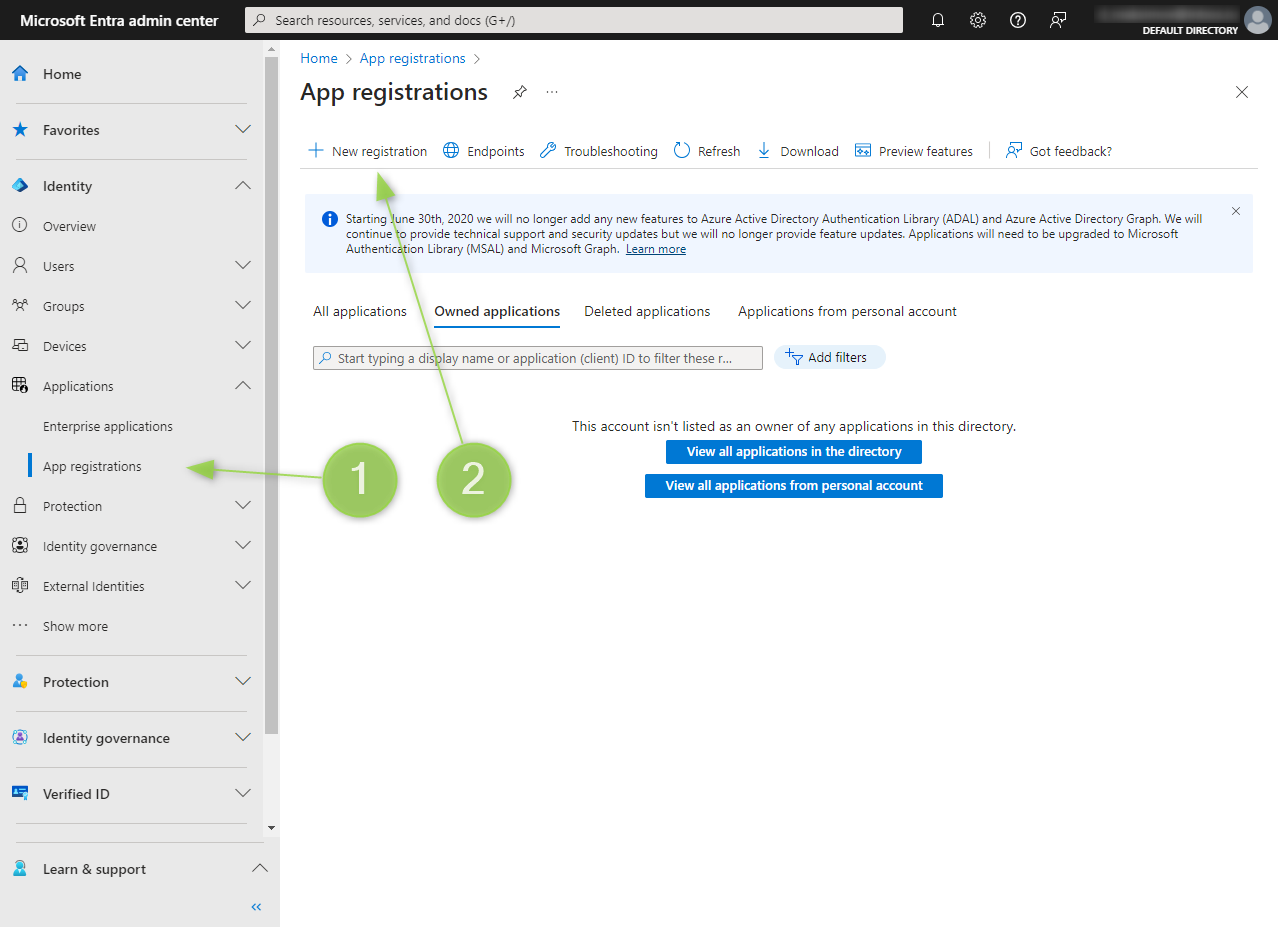 Microsoft Entra admin center
Search resources, services, and docs (G+/)
DEFAULT DIRECTORY
Home
Favorites
Identity
Overview
Users
Groups
Devices
Applications
Enterprise applications
App registrations
Protection
Identity governance
External Identities
Show more
Protection
Identity governance
Verified ID
Learn & support
Home > App registrations >
App registrations
New registration
Endpoints
Troubleshooting
Refresh
Download
Preview features
Got feedback?
Starting June 30th, 2020 we will no longer add any new features to Azure Active Directory Authentication Library (ADAL) and Azure Active Directory Graph. We will
continue to provide technical support and security updates but we will no longer provide feature updates. Applications will need to be upgraded to Microsoft
Authentication Library (MSAL) and Microsoft Graph. Learn more
All applications
Owned applications
Deleted applications
Applications from personal account
Start typing a display name or application (client) ID to filter these r...
Add filters
This account isn't listed as an owner of any applications in this directory.
View all applications in the directory
View all applications from personal account
1
2